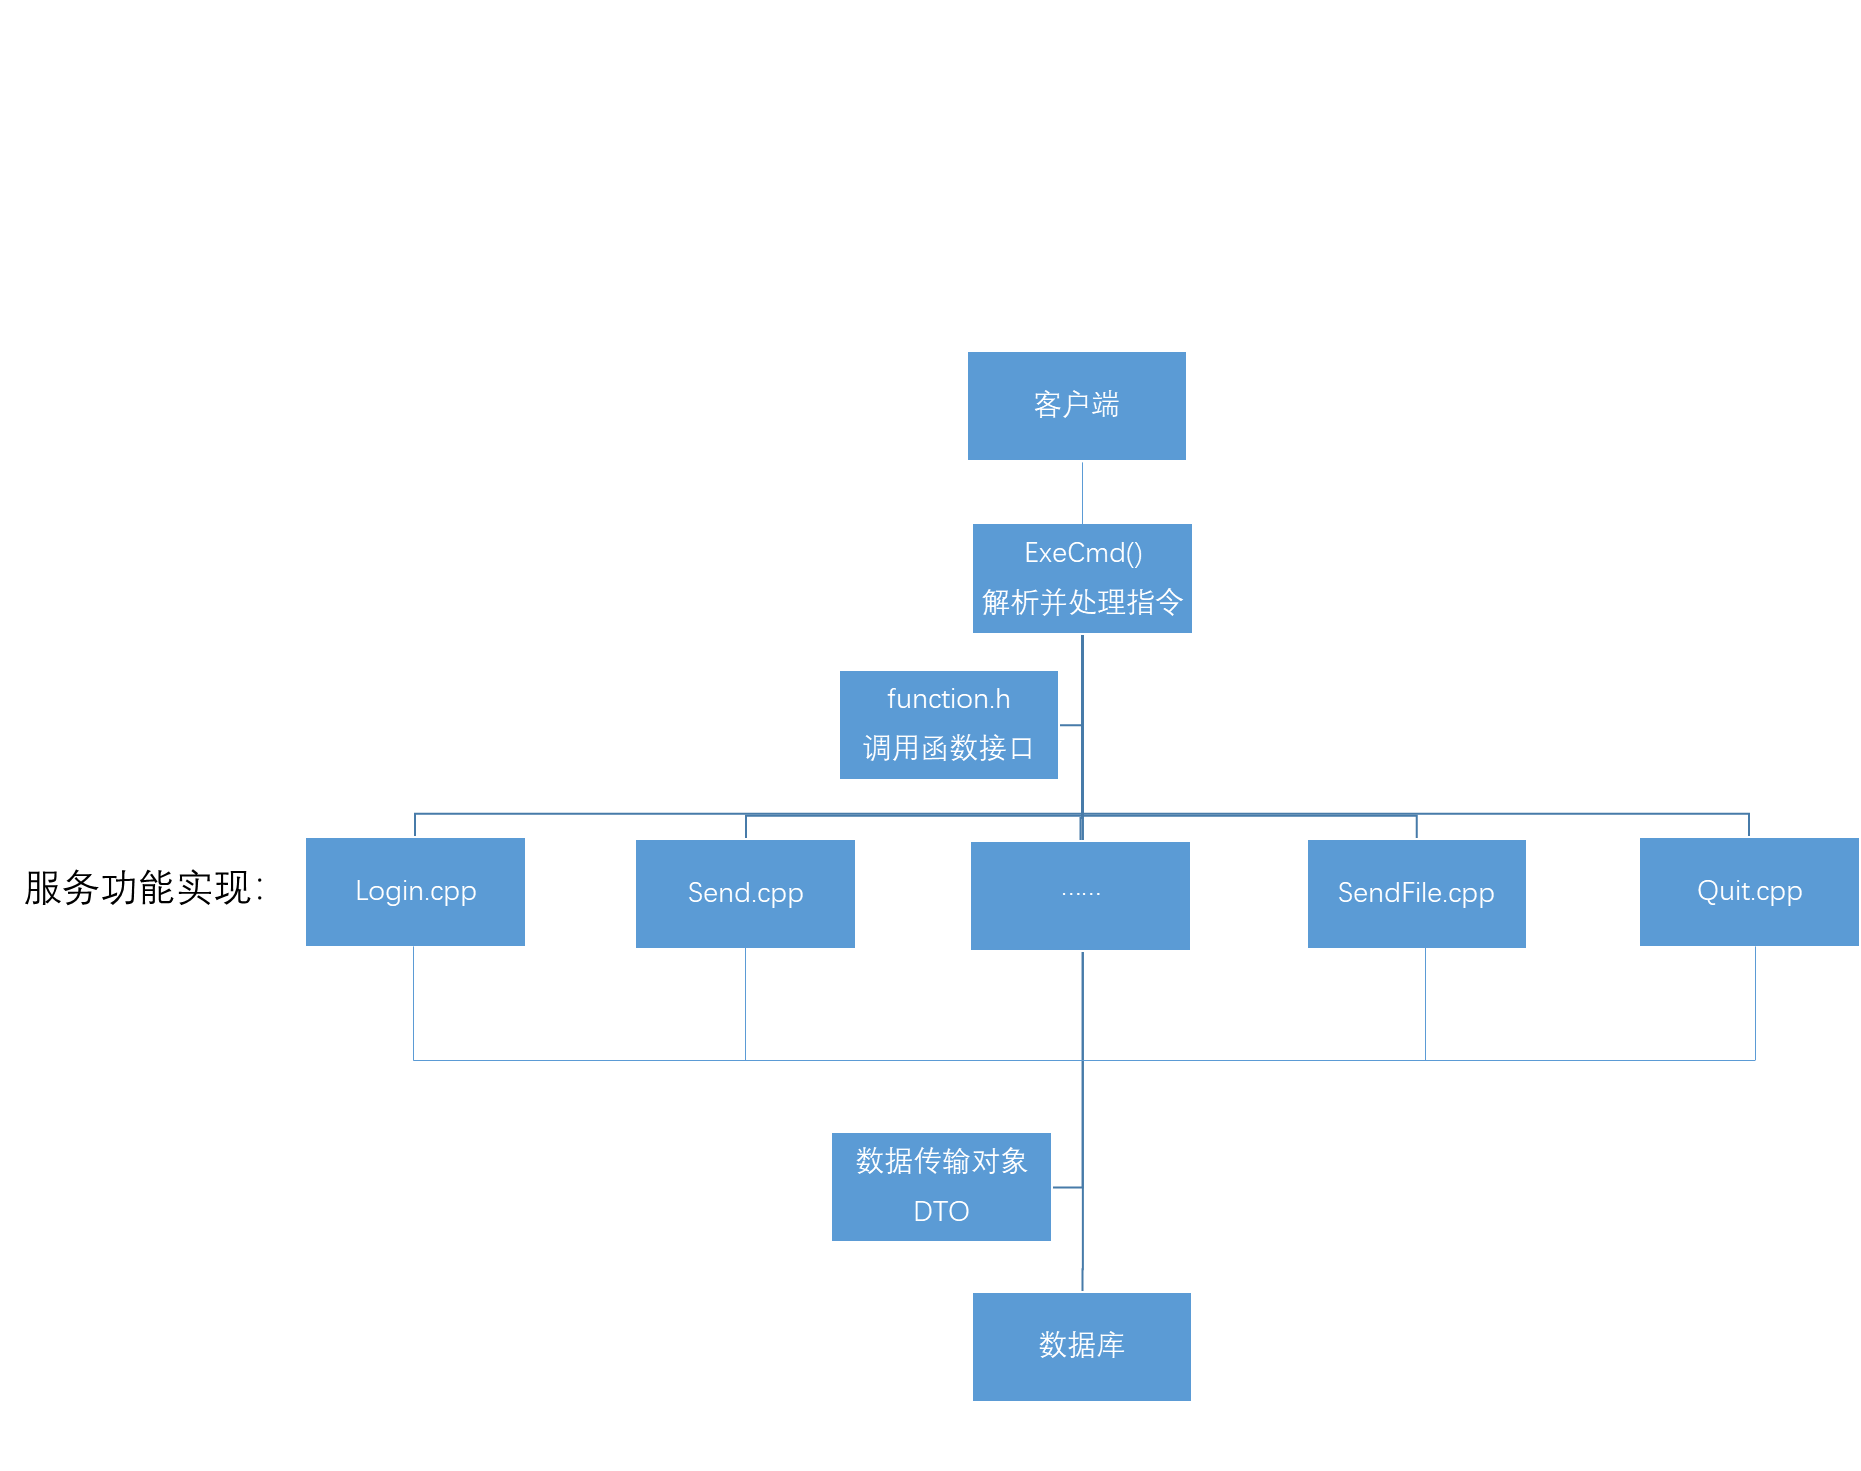 客户端
ExeCmd()
解析并处理指令
function.h
调用函数接口
服务功能实现：
Login.cpp
Send.cpp
……
SendFile.cpp
Quit.cpp
数据传输对象
DTO
数据库